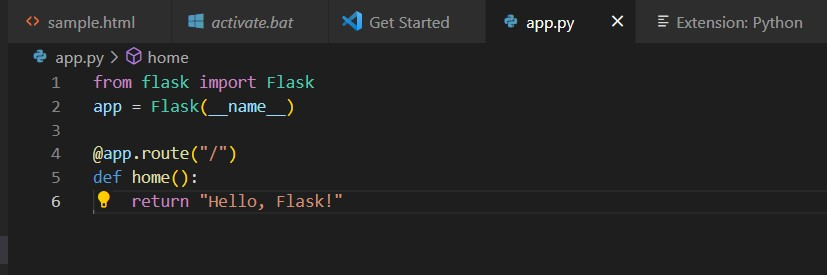 sample.html activate.bat Get Started app.py Extension: Python
app.py > home
1 from flask import Flask
2 app = Flask(__name__)
3
4 @app.route("/")
5 def home():
6     return "Hello, Flask!"